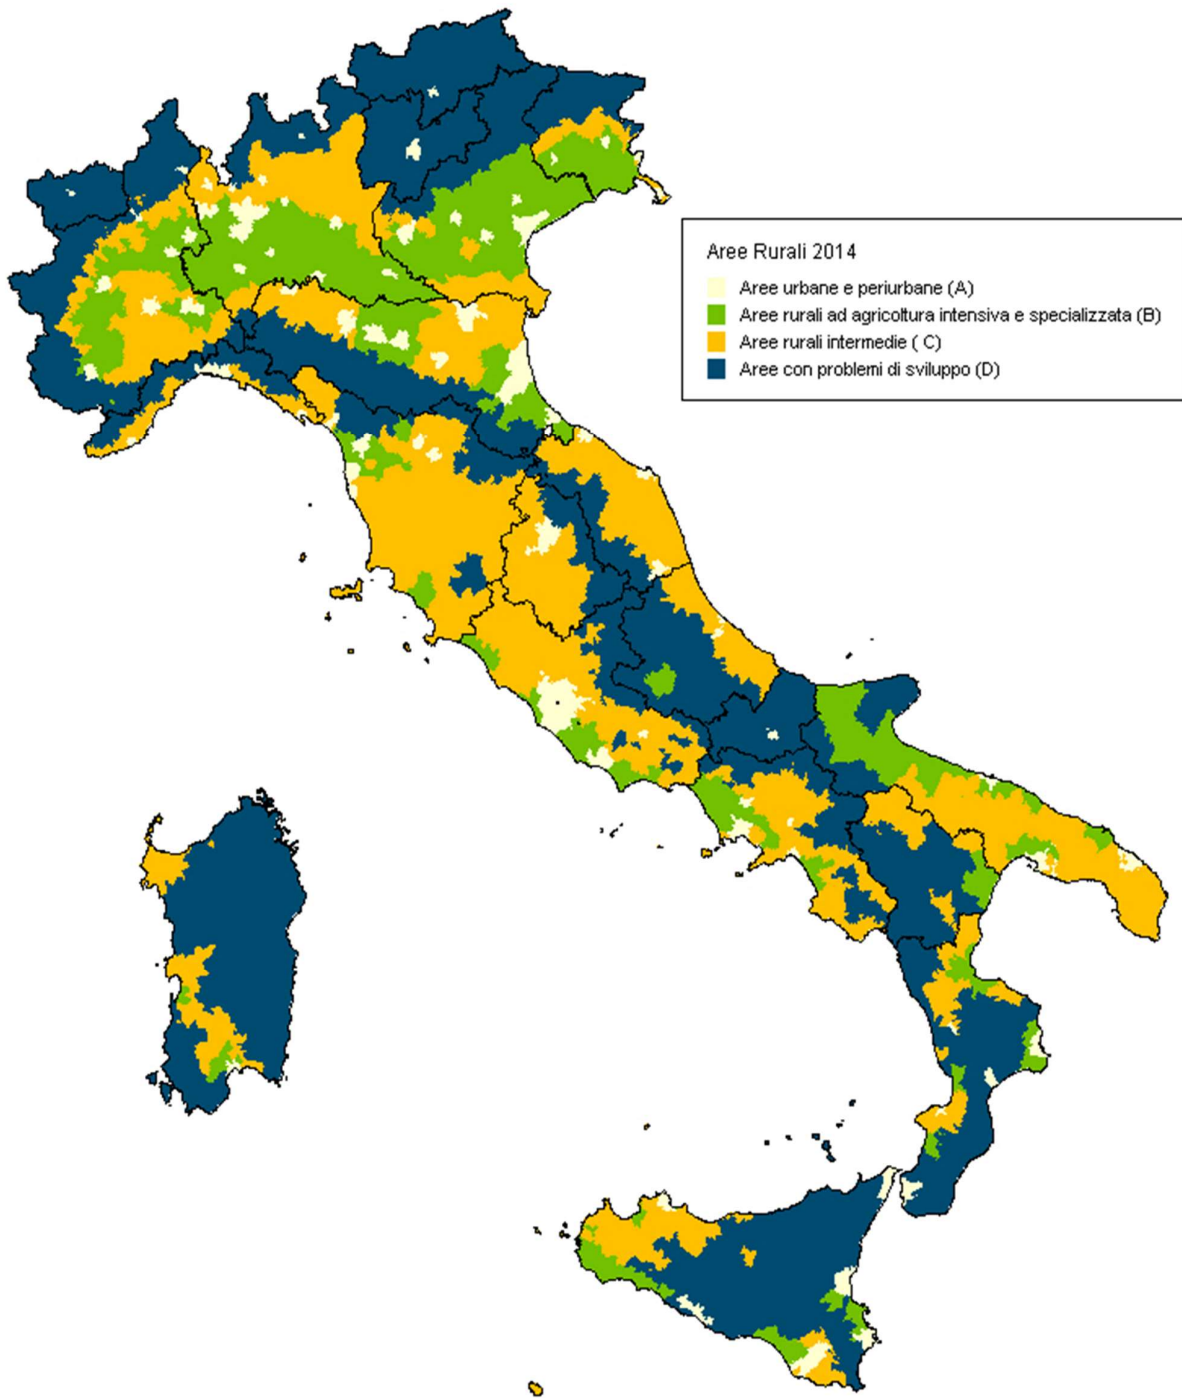 Aree Rurali 2014
Aree urbane e periurbane (A)
Aree rurali ad agricoltura intensiva e specializzata (B)
Aree rurali intermedie ( C)
Aree con problemi di sviluppo (D)